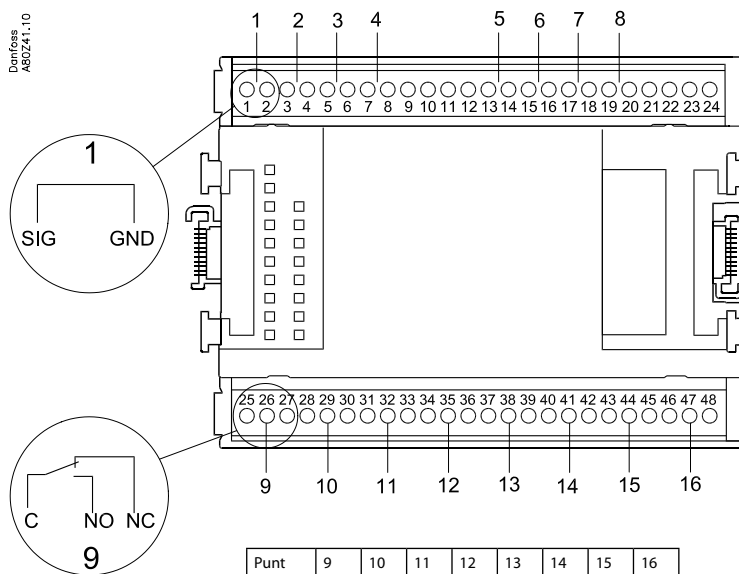 Danfoss
A80Z41.10
1 2 3 4 5 6 7 8
1 2 3 4 5 6 7 8 9 10 11 12 13 14 15 16 17 18 19 20 21 22 23 24
1
SIG GND
25 26 27 28 29 30 31 32 33 34 35 36 37 38 39 40 41 42 43 44 45 46 47 48
9 10 11 12 13 14 15 16
C NO NC
9
Punt 9 10 11 12 13 14 15 16